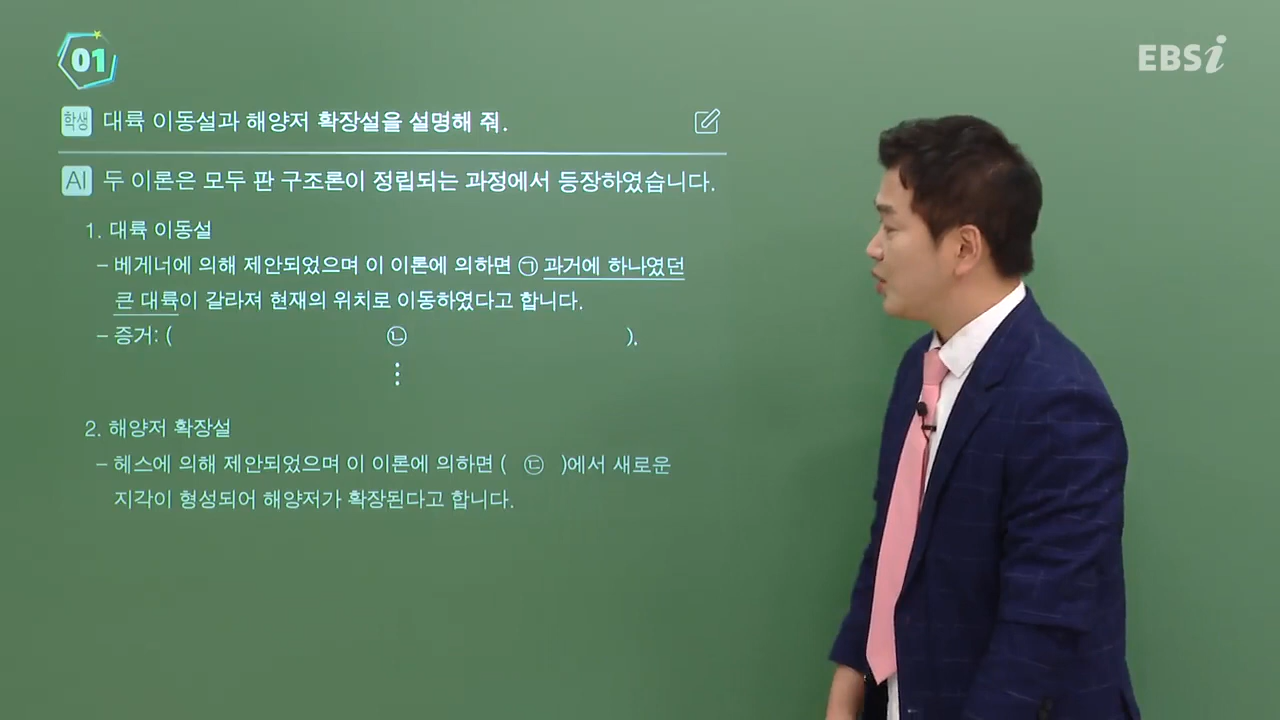 01
EBSi
학생 대륙 이동설과 해양저 확장설을 설명해 줘.
AI 두 이론은 모두 판 구조론이 정립되는 과정에서 등장하였습니다.
1. 대륙 이동설
– 베게너에 의해 제안되었으며 이 이론에 의하면 ㉠ 과거에 하나였던
큰 대륙이 갈라져 현재의 위치로 이동하였다고 합니다.
– 증거: ( ㉡ ).
⋮
2. 해양저 확장설
– 헤스에 의해 제안되었으며 이 이론에 의하면 ( ㉢ )에서 새로운
지각이 형성되어 해양저가 확장된다고 합니다.